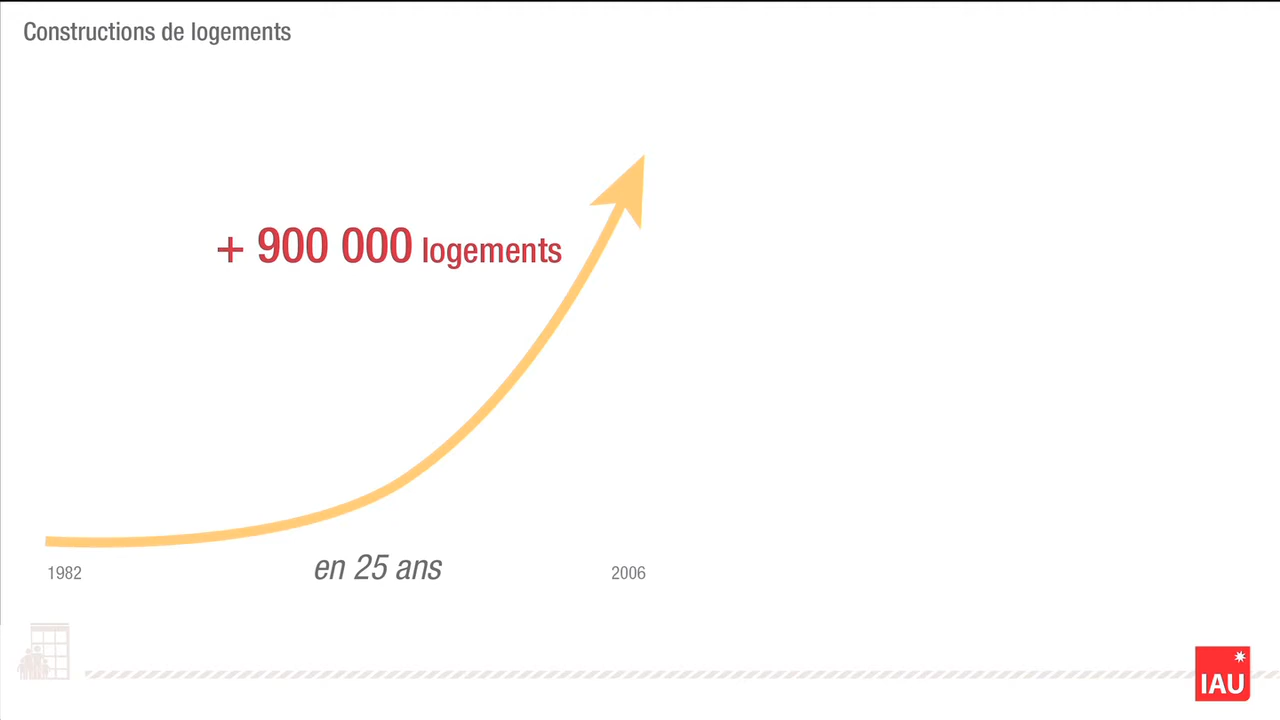 Constructions de logements
+ 900 000 logements
en 25 ans
1982
2006
IAU